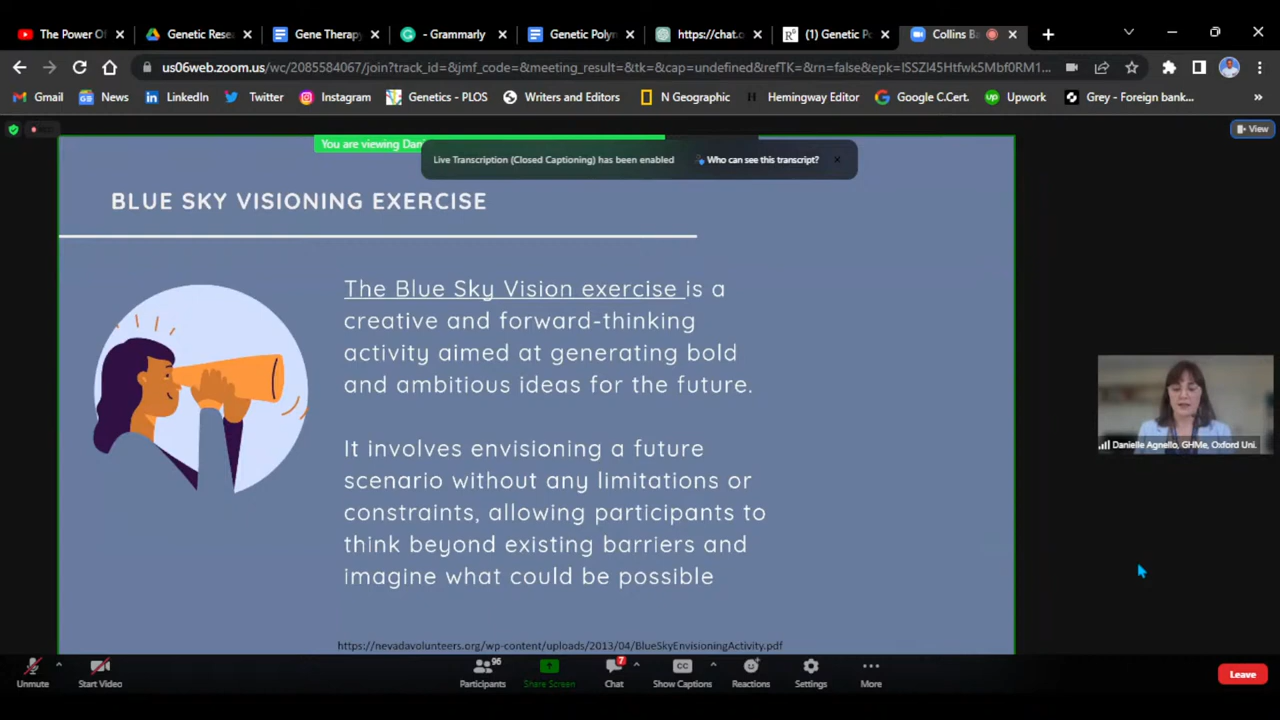 The Power Of
Genetic Resea
Gene Therapy
- Grammarly
Genetic Polyn
https://chat.o
(1) Genetic Po
Collins B
us06web.zoom.us/wc/2085584067/join?track_id=&jmf_code=&meeting_result=&tk=&cap=undefined&refTK=&rn=false&epk=
Gmail
News
LinkedIn
Twitter
Instagram
Genetics - PLOS
Writers and Editors
N Geographic
Hemingway Editor
Google C.Cert.
Upwork
Grey - Foreign bank...
»
View
You are viewing Dani
Live Transcription (Closed Captioning) has been enabled
Who can see this transcript?
BLUE SKY VISIONING EXERCISE
The Blue Sky Vision exercise is a
creative and forward-thinking
activity aimed at generating bold
and ambitious ideas for the future.
It involves envisioning a future
scenario without any limitations or
constraints, allowing participants to
think beyond existing barriers and
imagine what could be possible
https://nevadavolunteers.org/wp-content/uploads/2013/04/BlueSkyEnvisioningActivity.pdf
Danielle Agnello, GHMe, Oxford Uni.
Unmute
Start Video
96
Participants
Share Screen
7
Chat
CC
Show Captions
Reactions
Settings
More
Leave